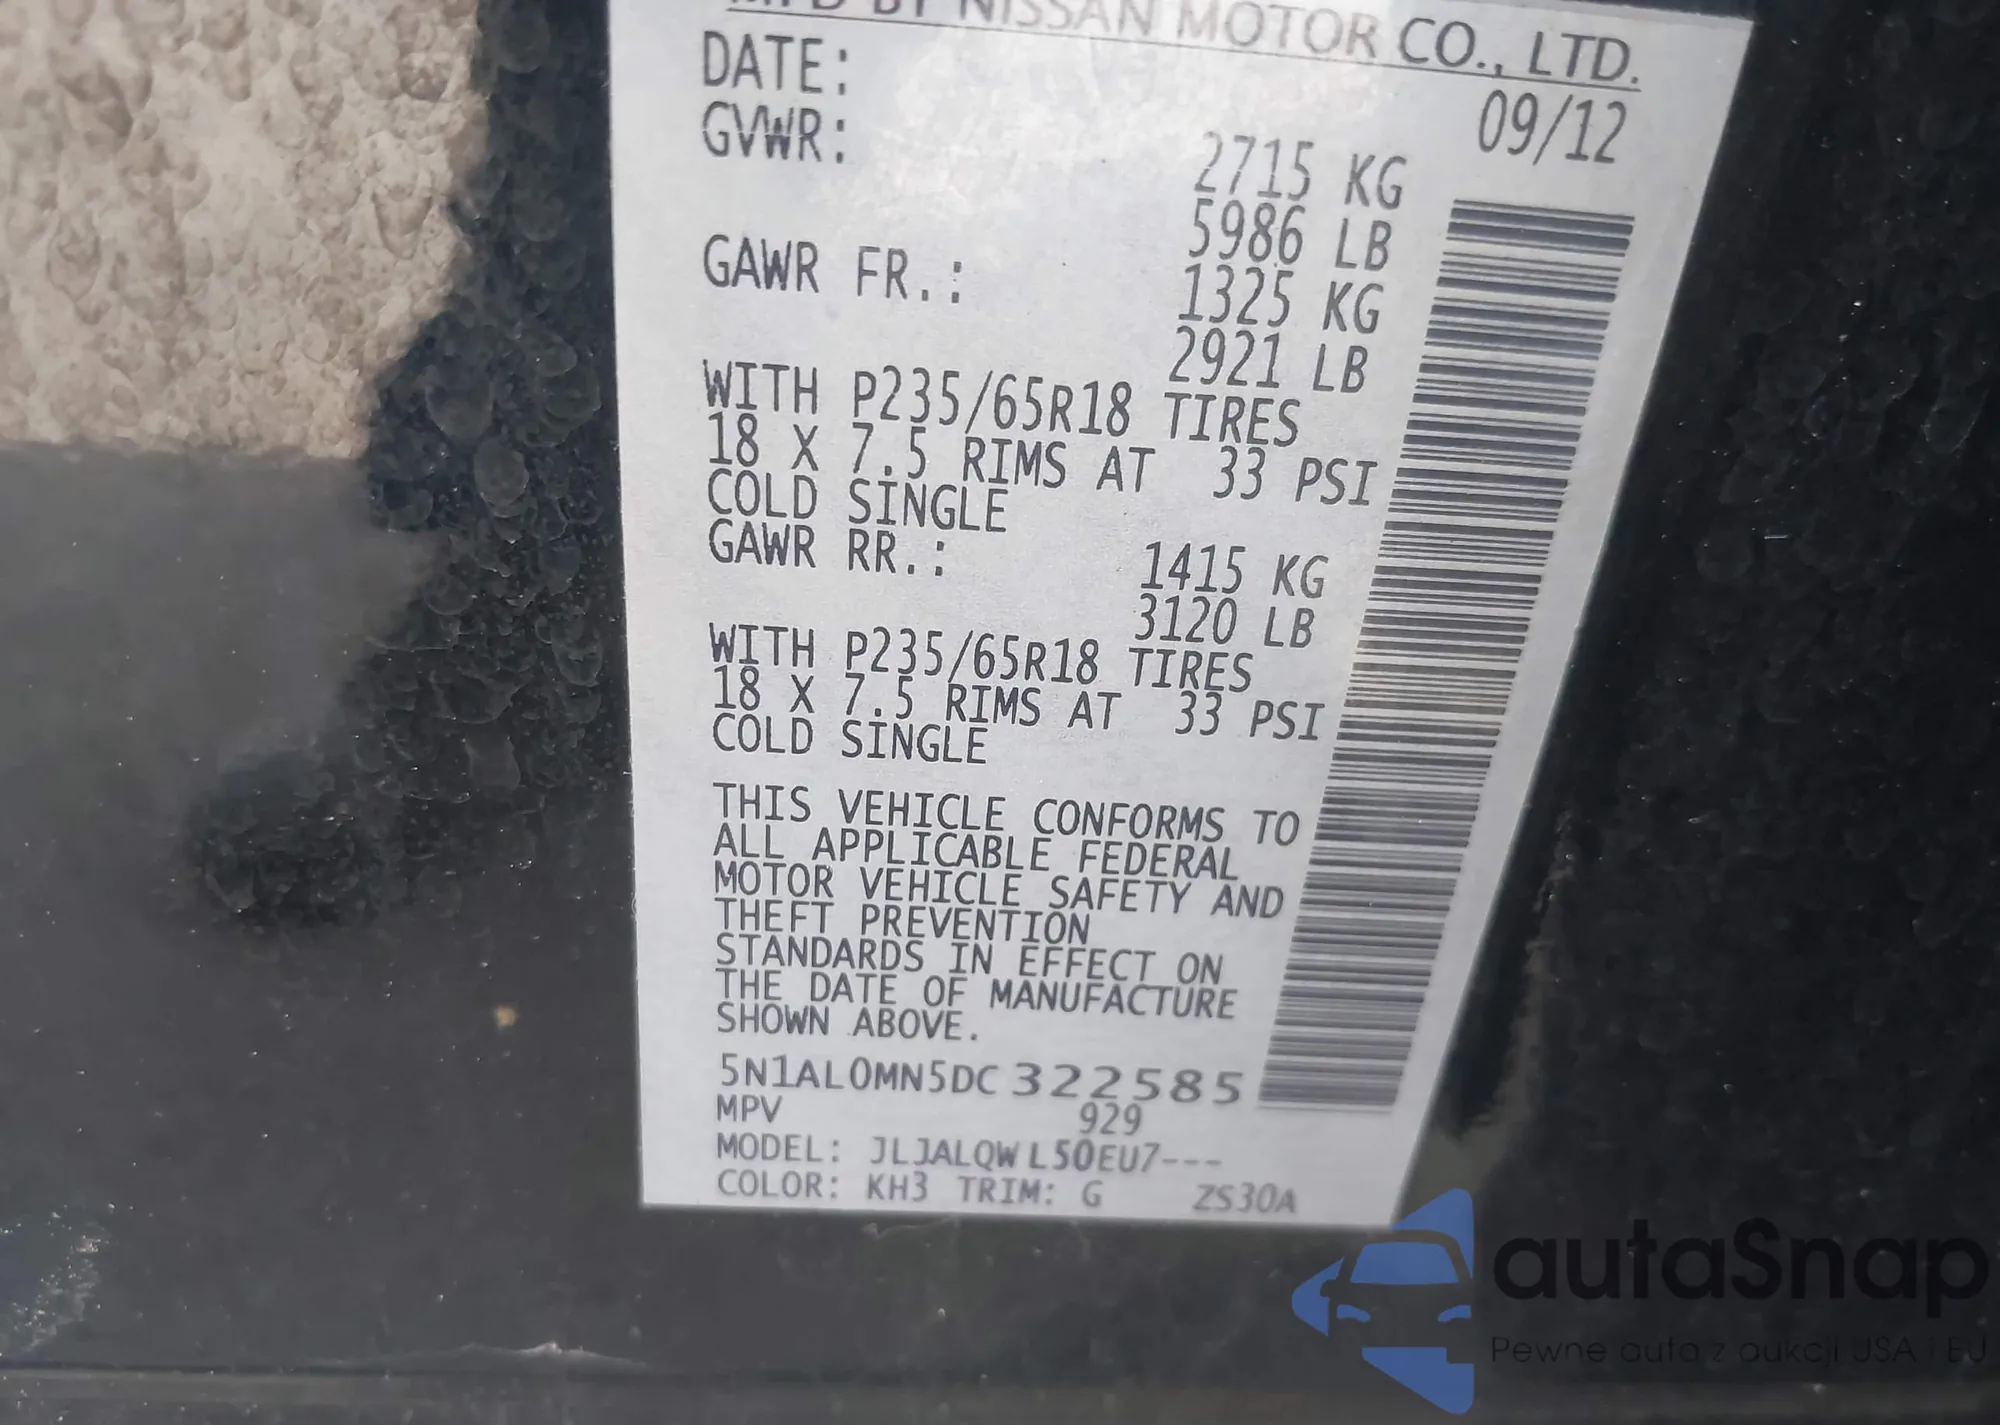 MFD BY NISSAN MOTOR CO., LTD.
DATE: 09/12
GVWR: 2715 KG
5986 LB
GAWR FR.: 1325 KG
2921 LB
WITH P235/65R18 TIRES
18 X 7.5 RIMS AT 33 PSI
COLD SINGLE
GAWR RR.: 1415 KG
3120 LB
WITH P235/65R18 TIRES
18 X 7.5 RIMS AT 33 PSI
COLD SINGLE
THIS VEHICLE CONFORMS TO
ALL APPLICABLE FEDERAL
MOTOR VEHICLE SAFETY AND
THEFT PREVENTION
STANDARDS IN EFFECT ON
THE DATE OF MANUFACTURE
SHOWN ABOVE.
5N1AL0MN5DC322585
MPV 929
MODEL: JLJALQWL50EU7---
COLOR: KH3 TRIM: G ZS30A
autaSnap
Pewne auta z aukcji USA i EU